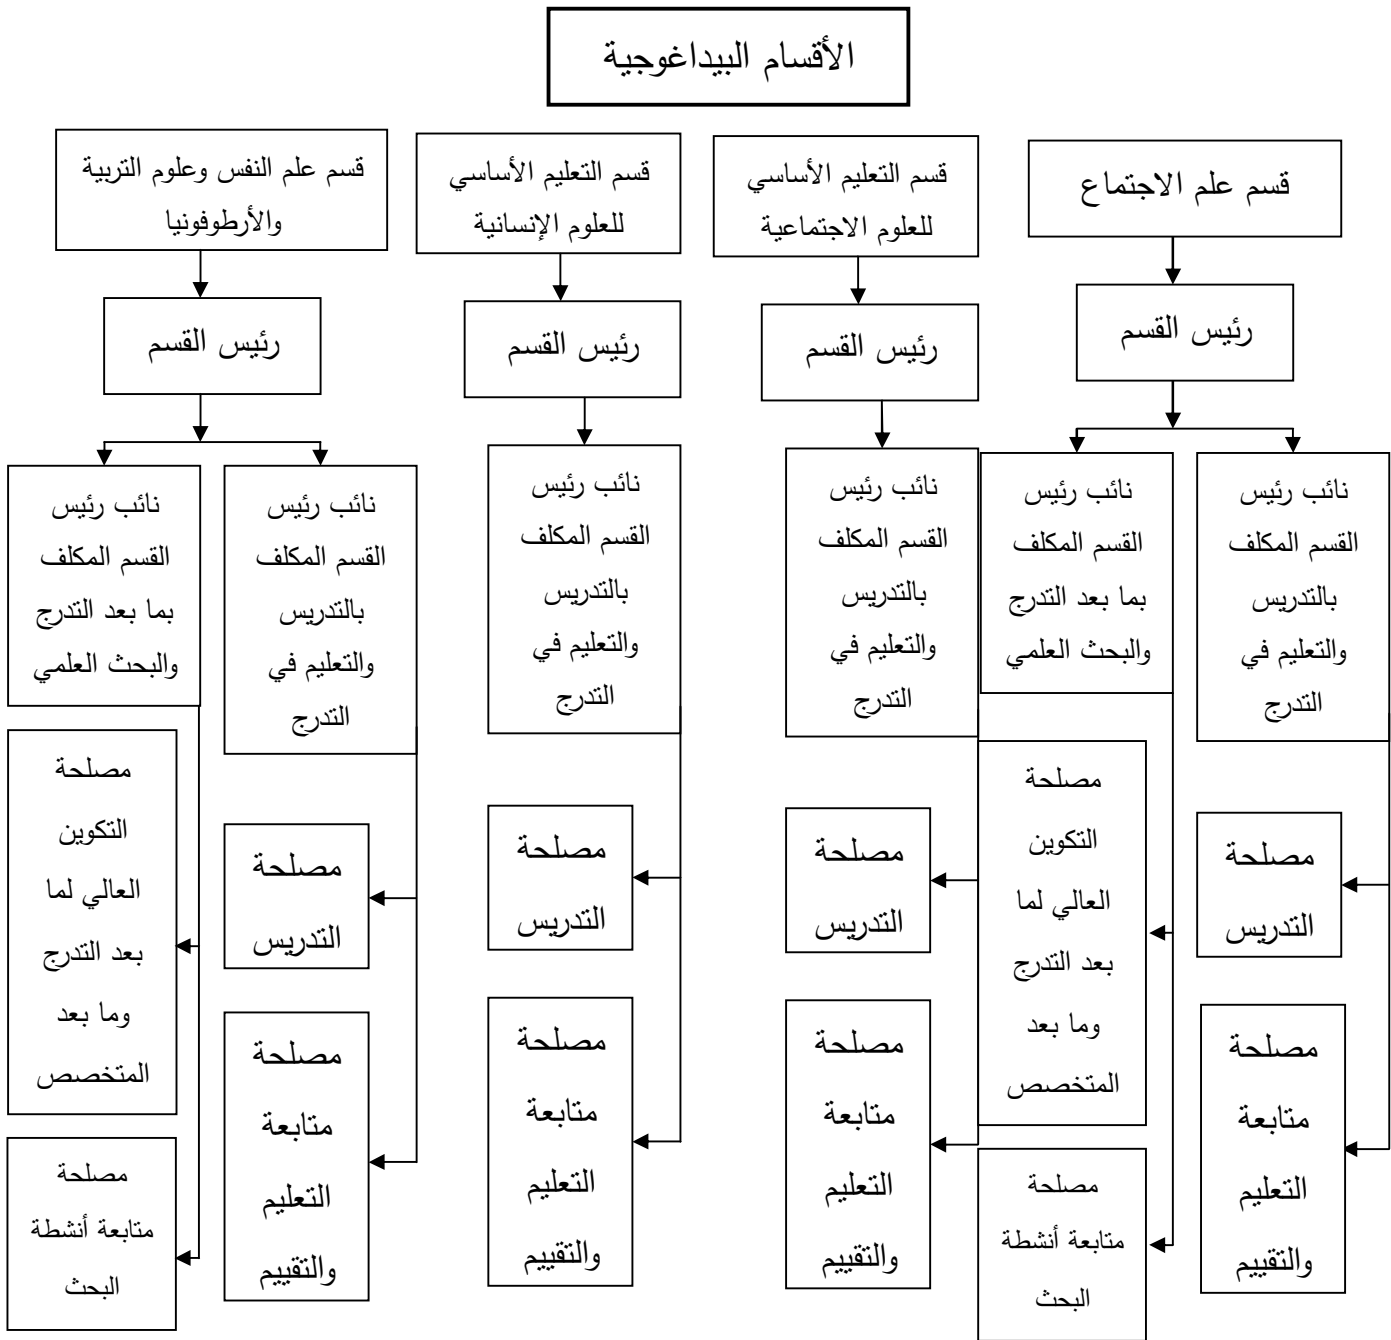 الأقسام البيداغوجية
قسم علم الاجتماع
قسم التعليم الأساسي
للعلوم الاجتماعية
قسم التعليم الأساسي
للعلوم الإنسانية
قسم علم النفس وعلوم التربية
والأرطوفونيا
رئيس القسم
رئيس القسم
رئيس القسم
رئيس القسم
نائب رئيس
القسم المكلف
بالتدريس
والتعليم في
التدرج
نائب رئيس
القسم المكلف
بما بعد التدرج
والبحث العلمي
نائب رئيس
القسم المكلف
بالتدريس
والتعليم في
التدرج
نائب رئيس
القسم المكلف
بالتدريس
والتعليم في
التدرج
نائب رئيس
القسم المكلف
بالتدريس
والتعليم في
التدرج
نائب رئيس
القسم المكلف
بما بعد التدرج
والبحث العلمي
مصلحة
التدريس
مصلحة
التكوين
العالي لما
بعد التدرج
وما بعد
المتخصص
مصلحة
التدريس
مصلحة
التدريس
مصلحة
التدريس
مصلحة
التكوين
العالي لما
بعد التدرج
وما بعد
المتخصص
مصلحة
متابعة
التعليم
والتقييم
مصلحة
متابعة أنشطة
البحث
مصلحة
متابعة
التعليم
والتقييم
مصلحة
متابعة
التعليم
والتقييم
مصلحة
متابعة
التعليم
والتقييم
مصلحة
متابعة أنشطة
البحث